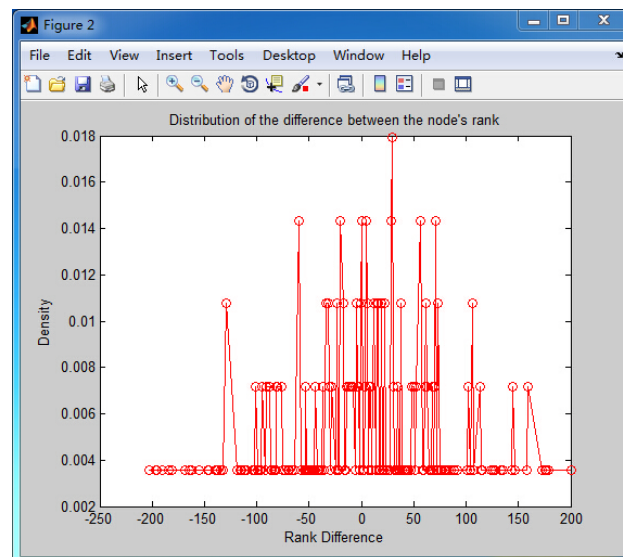 Figure 2
File Edit View Insert Tools Desktop Window Help
Distribution of the difference between the node's rank
0.018
0.016
0.014
0.012
0.01
0.008
0.006
0.004
0.002
Density
-250 -200 -150 -100 -50 0 50 100 150 200
Rank Difference